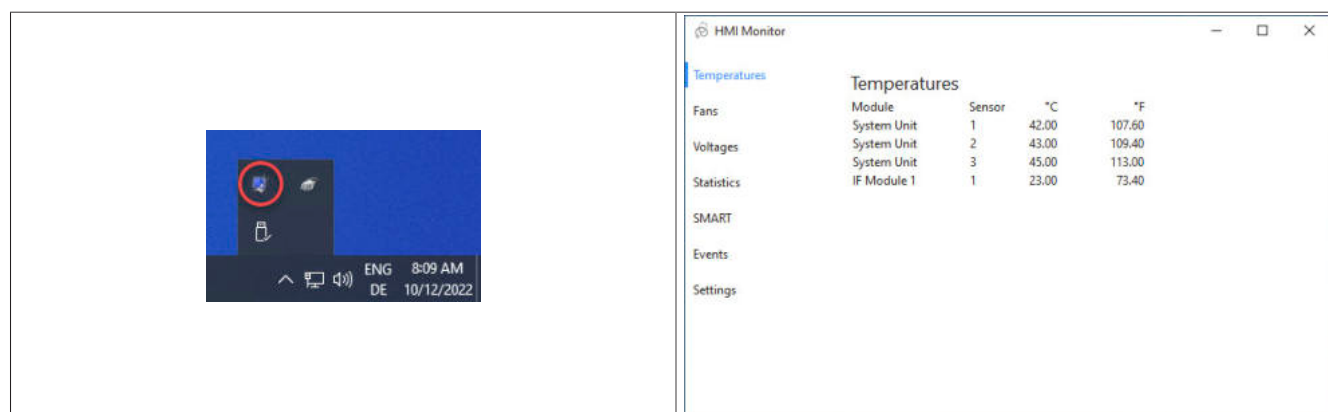 ENG 8:09 AM
DE 10/12/2022
HMI Monitor
Temperatures
Fans
Voltages
Statistics
SMART
Events
Settings
Temperatures
Module Sensor °C °F
System Unit 1 42.00 107.60
System Unit 2 43.00 109.40
System Unit 3 45.00 113.00
IF Module 1 1 23.00 73.40